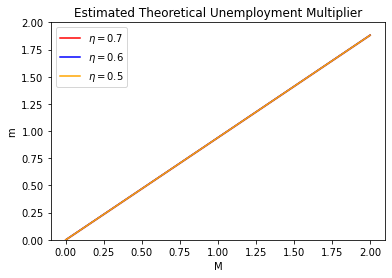 Estimated Theoretical Unemployment Multiplier
2.00
1.75
1.50
1.25
1.00
0.75
0.50
0.25
0.00
m
η = 0.7
η = 0.6
η = 0.5
0.00 0.25 0.50 0.75 1.00 1.25 1.50 1.75 2.00
M